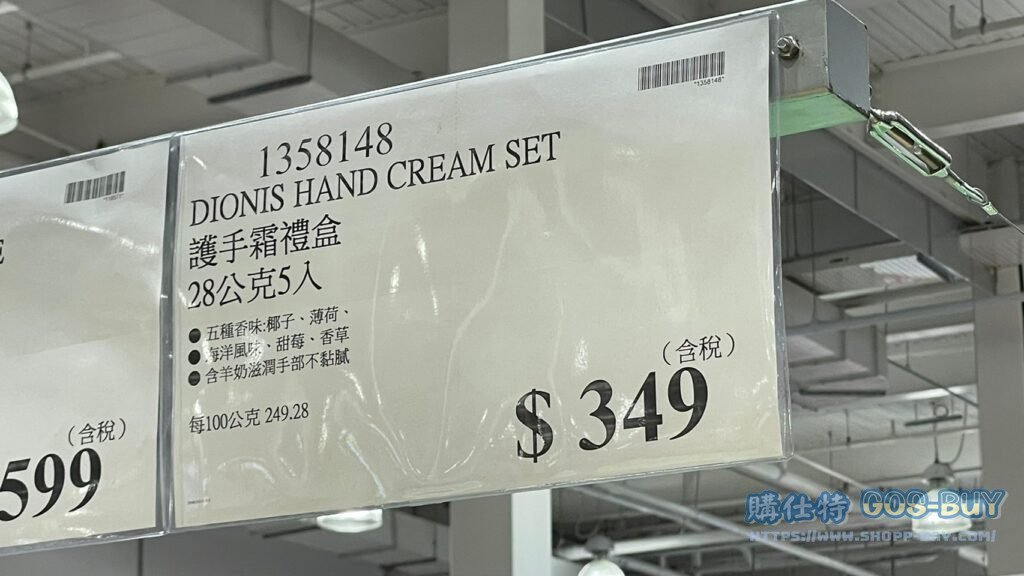 *1358148*
1358148
DIONIS HAND CREAM SET
護手霜禮盒
28公克5入
● 五種香味:椰子、薄荷、
● 海洋風味、甜莓、香草
● 含羊奶滋潤手部不黏膩
每100公克 249.28
(含稅)
$ 349
(含稅)
599
購仕特 GOS-BUY